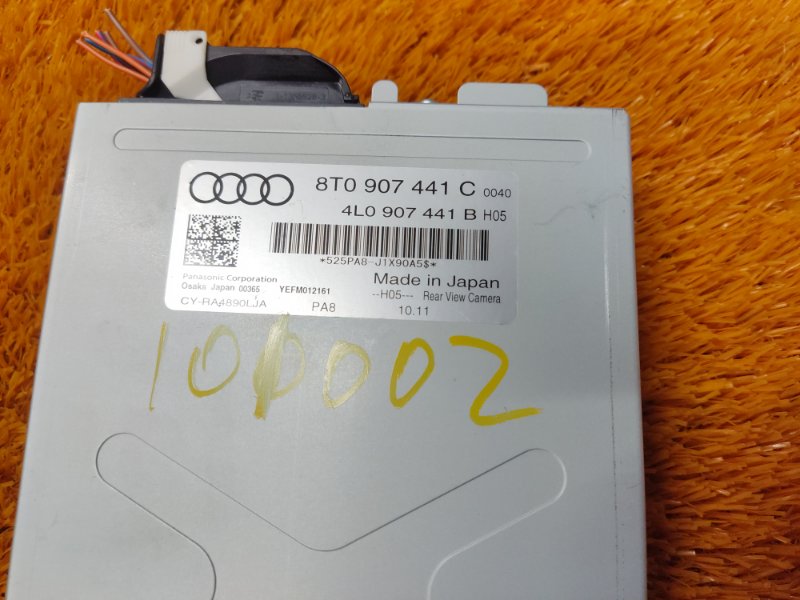 8T0 907 441 C 0040
4L0 907 441 B H05
*525PA8-J1X90A5$*
Panasonic Corporation
Made in Japan
Osaka Japan 00365 YEFM012161
--H05--- Rear View Camera
CY-RA4890LJA PA8 10.11
100002